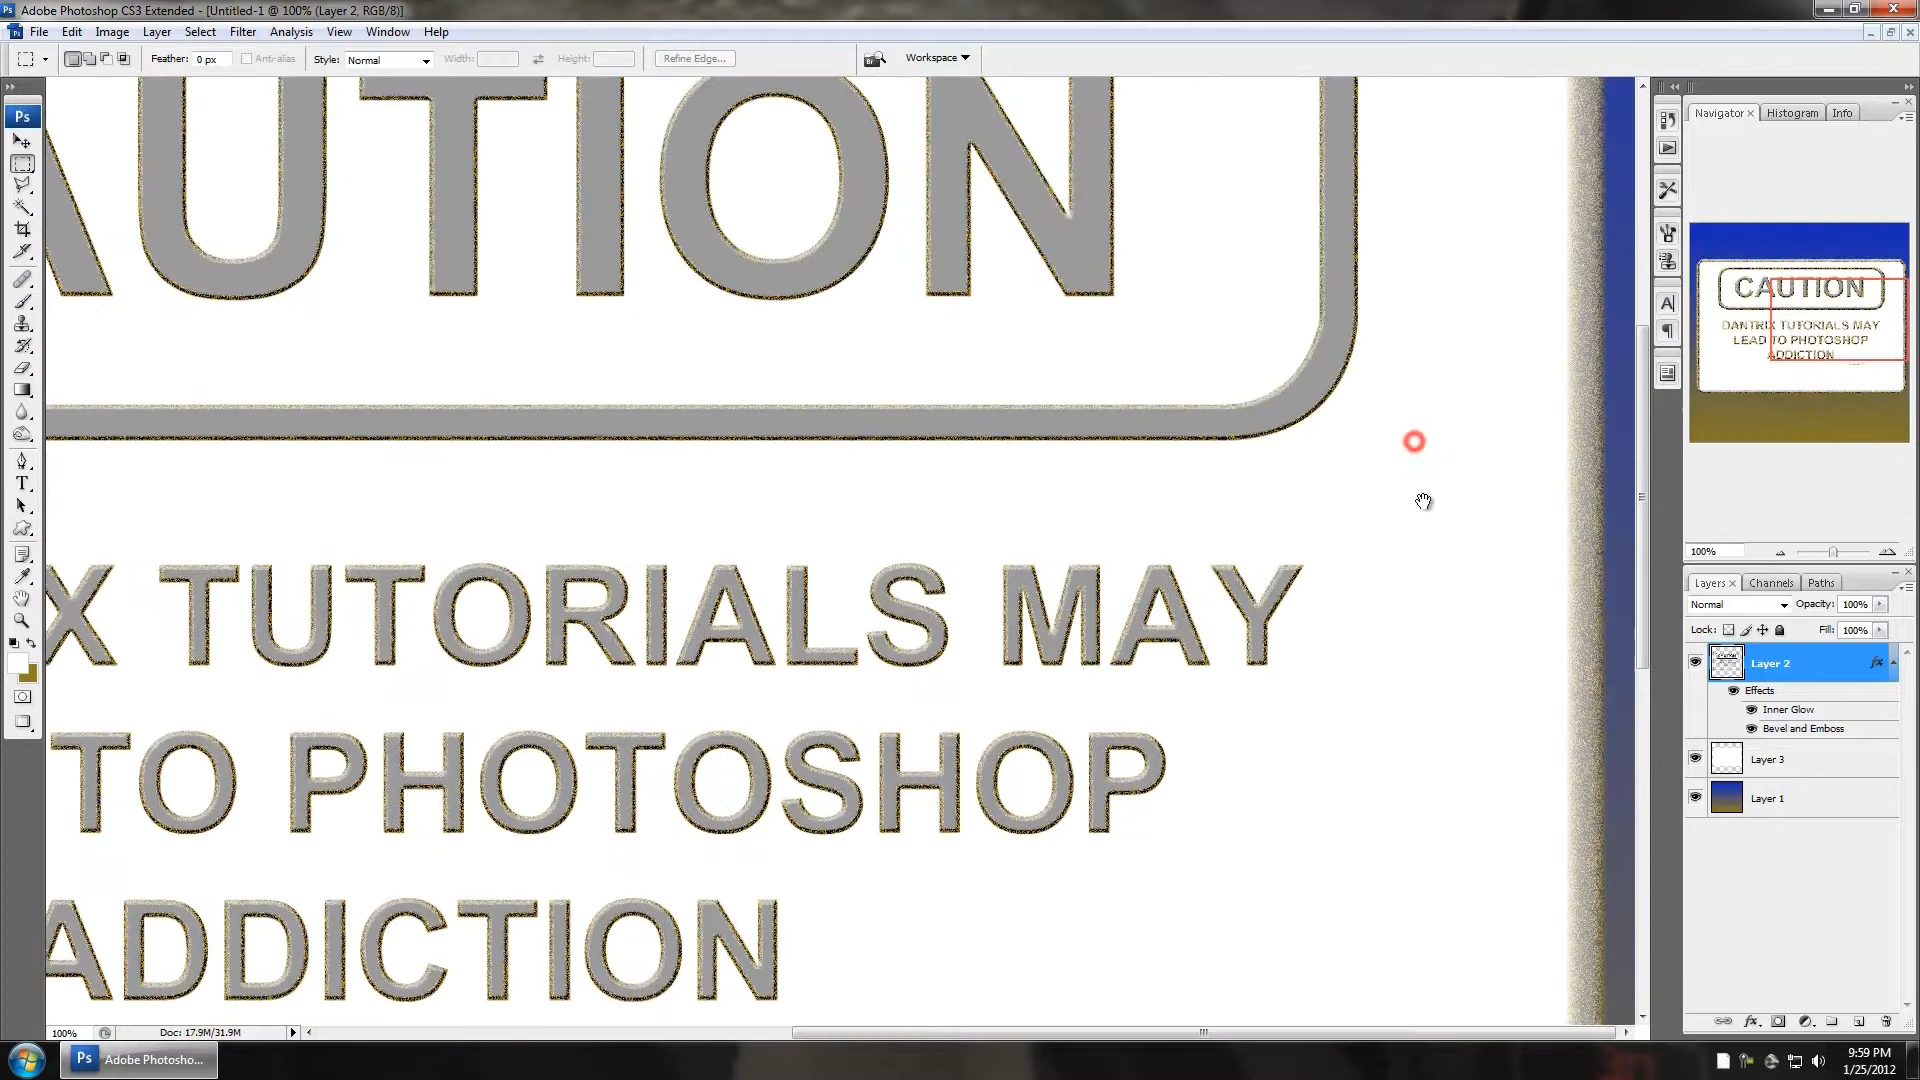 Adobe Photoshop CS3 Extended - [Untitled-1 @ 100% (Layer 2, RGB/8)]
File Edit Image Layer Select Filter Analysis View Window Help
Feather: 0 px Anti-alias Style: Normal Width: Height: Refine Edge... Workspace
Ps
Navigator Histogram Info
AUTION
CAUTION
DANTRIX TUTORIALS MAY
LEAD TO PHOTOSHOP
ADDICTION
X TUTORIALS MAY
TO PHOTOSHOP
ADDICTION
100%
Layers Channels Paths
Normal Opacity: 100%
Lock: Fill: 100%
Layer 2 fx
Effects
Inner Glow
Bevel and Emboss
Layer 3
Layer 1
100% Doc: 17.9M/31.9M
Ps Adobe Photosho...
9:59 PM
1/25/2012